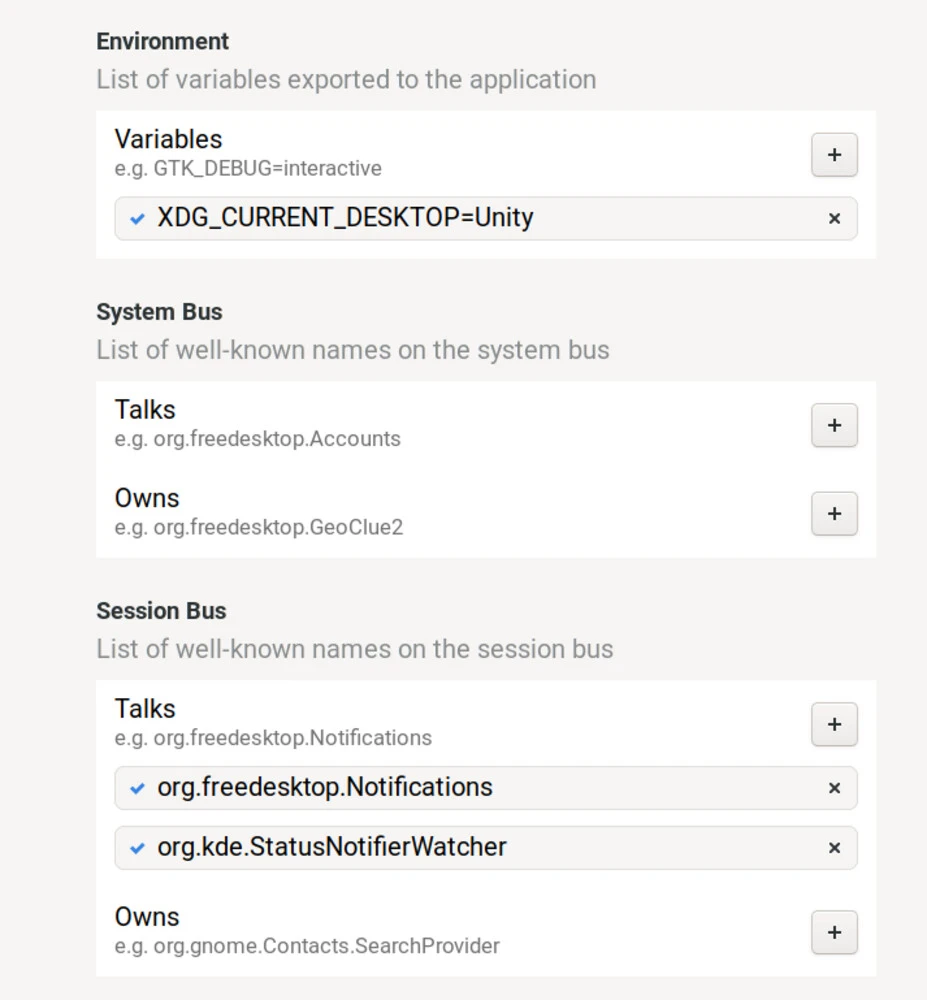 Environment
List of variables exported to the application
Variables
e.g. GTK_DEBUG=interactive
XDG_CURRENT_DESKTOP=Unity
System Bus
List of well-known names on the system bus
Talks
e.g. org.freedesktop.Accounts
Owns
e.g. org.freedesktop.GeoClue2
Session Bus
List of well-known names on the session bus
Talks
e.g. org.freedesktop.Notifications
org.freedesktop.Notifications
org.kde.StatusNotifierWatcher
Owns
e.g. org.gnome.Contacts.SearchProvider